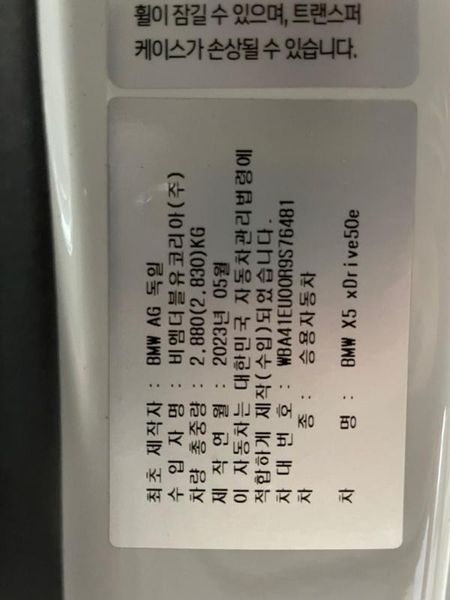 휠이 잠길 수 있으며, 트랜스퍼
케이스가 손상될 수 있습니다.
최초 제작자 : BMW AG 독일
수 입 자 명 : 비엠더블유코리아(주)
차량 총중량 : 2,880(2,830)KG
제 작 연 월 : 2023년 05월
이 자동차는 대한민국 자동차관리법령에
적합하게 제작(수입)되었습니다.
차 대 번 호 : WBA41EU00R9S76481
차 종 : 승용자동차
차 명 : BMW X5 xDrive50e